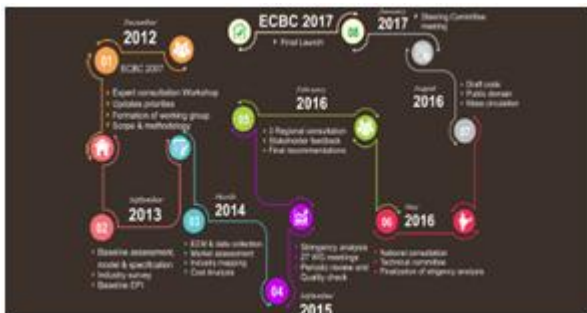 December
2012
01
ECBC 2007
Expert consultation Workshop
Updates priorities
Formation of working group
Scope & methodology
September
2013
02
Baseline assessment,
model & specification
Industry survey
Baseline EPI
March
2014
03
ECM & data collection
Market assessment
Industry mapping
Cost Analysis
04
September
2015
Stringency analysis
27 WG meetings
Periodic review and
Quality check
February
2016
05
3 Regional consultation
Stakeholder feedback
Final recommendations
06
May
2016
National consultation
Technical committee
Finalization of stigency analysis
07
August
2016
Draft code
Public domain
Mass circulation
January
2017
Steering Committee
meeting
08
ECBC 2017
Final Launch